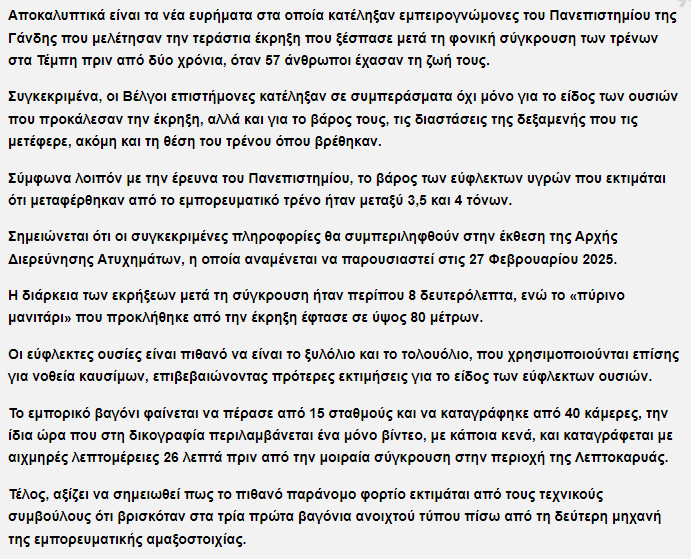 Αποκαλυπτικά είναι τα νέα ευρήματα στα οποία κατέληξαν εμπειρογνώμονες του Πανεπιστημίου της
Γάνδης που μελέτησαν την τεράστια έκρηξη που ξέσπασε μετά τη φονική σύγκρουση των τρένων
στα Τέμπη πριν από δύο χρόνια, όταν 57 άνθρωποι έχασαν τη ζωή τους.
Συγκεκριμένα, οι Βέλγοι επιστήμονες κατέληξαν σε συμπεράσματα όχι μόνο για το είδος των ουσιών
που προκάλεσαν την έκρηξη, αλλά και για το βάρος τους, τις διαστάσεις της δεξαμενής που τις
μετέφερε, ακόμη και τη θέση του τρένου όπου βρέθηκαν.
Σύμφωνα λοιπόν με την έρευνα του Πανεπιστημίου, το βάρος των εύφλεκτων υγρών που εκτιμάται
ότι μεταφέρθηκαν από το εμπορευματικό τρένο ήταν μεταξύ 3,5 και 4 τόνων.
Σημειώνεται ότι οι συγκεκριμένες πληροφορίες θα συμπεριληφθούν στην έκθεση της Αρχής
Διερεύνησης Ατυχημάτων, η οποία αναμένεται να παρουσιαστεί στις 27 Φεβρουαρίου 2025.
Η διάρκεια των εκρήξεων μετά τη σύγκρουση ήταν περίπου 8 δευτερόλεπτα, ενώ το «πύρινο
μανιτάρι» που προκλήθηκε από την έκρηξη έφτασε σε ύψος 80 μέτρων.
Οι εύφλεκτες ουσίες είναι πιθανό να είναι το ξυλόλιο και το τολουόλιο, που χρησιμοποιούνται επίσης
για νοθεία καυσίμων, επιβεβαιώνοντας πρότερες εκτιμήσεις για το είδος των εύφλεκτων ουσιών.
Το εμπορικό βαγόνι φαίνεται να πέρασε από 15 σταθμούς και να καταγράφηκε από 40 κάμερες, την
ίδια ώρα που στη δικογραφία περιλαμβάνεται ένα μόνο βίντεο, με κάποια κενά, και καταγράφεται με
αιχμηρές λεπτομέρειες 26 λεπτά πριν από την μοιραία σύγκρουση στην περιοχή της Λεπτοκαρυάς.
Τέλος, αξίζει να σημειωθεί πως το πιθανό παράνομο φορτίο εκτιμάται από τους τεχνικούς
συμβούλους ότι βρισκόταν στα τρία πρώτα βαγόνια ανοιχτού τύπου πίσω από τη δεύτερη μηχανή
της εμπορευματικής αμαξοστοιχίας.